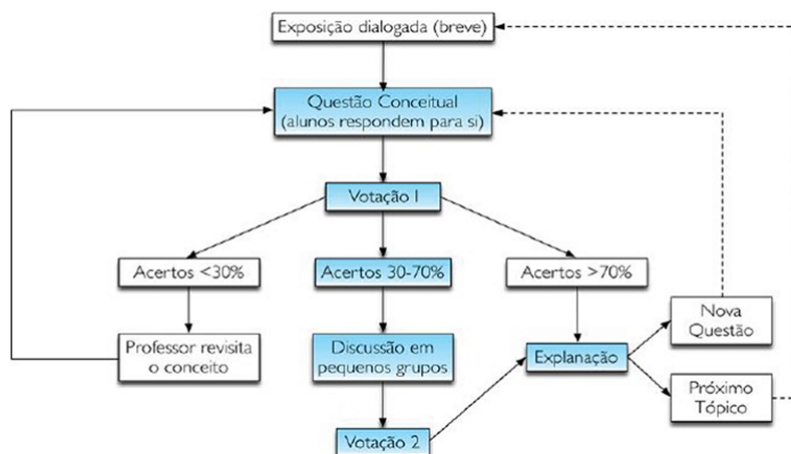 Exposição dialogada (breve)
Questão Conceitual
(alunos respondem para si)
Votação 1
Acertos <30%
Acertos 30-70%
Acertos >70%
Professor revisita
o conceito
Discussão em
pequenos grupos
Explanação
Nova
Questão
Próximo
Tópico
Votação 2